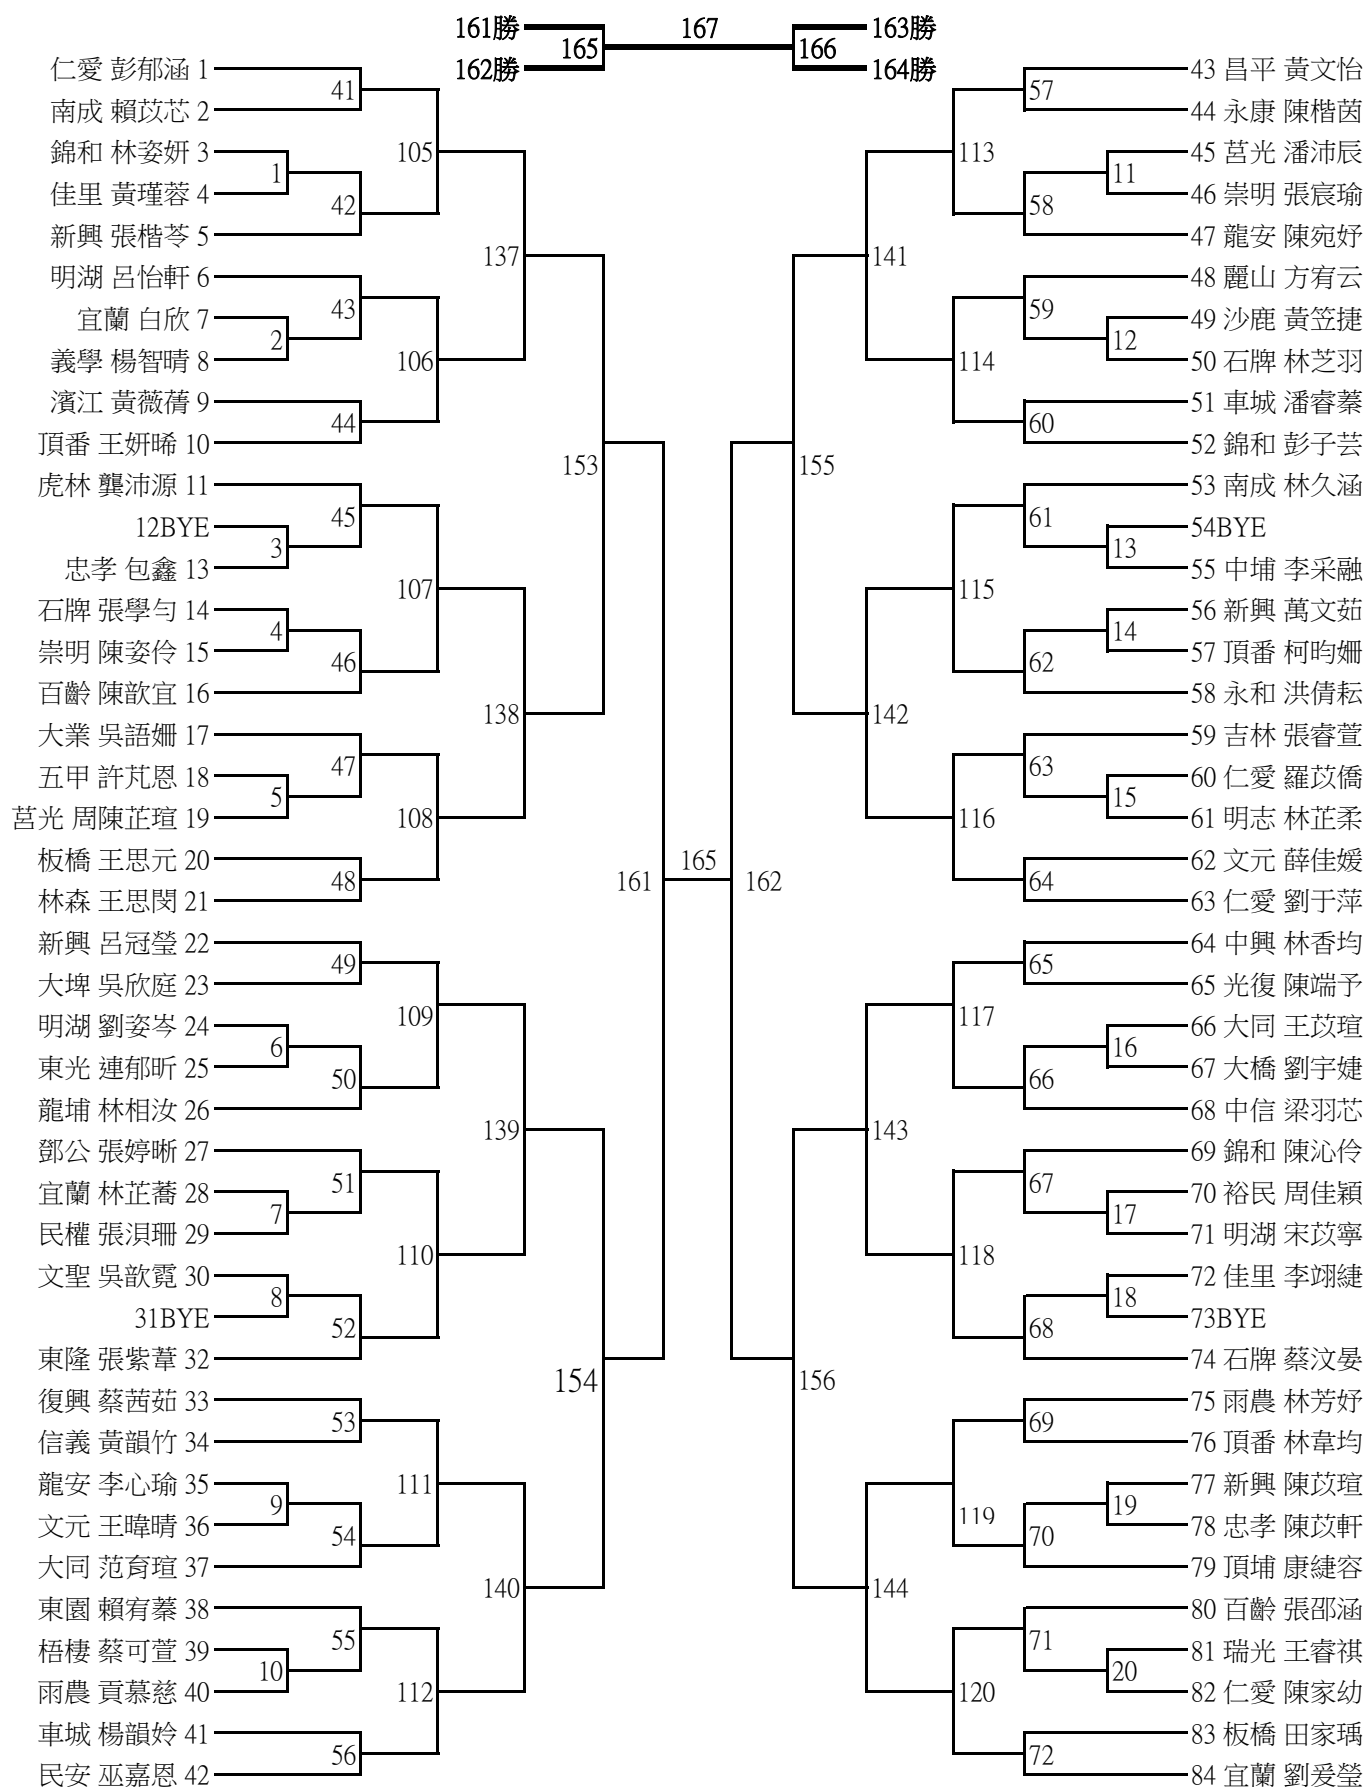 161勝 167 163勝
165 166
162勝 164勝
仁愛 彭郁涵 1
41
南成 賴苡芯 2
105
錦和 林姿妍 3
1
佳里 黃瑾蓉 4
42
新興 張楷苓 5
137
明湖 呂怡軒 6
43
宜蘭 白欣 7
2
義學 楊智晴 8
106
濱江 黃薇蒨 9
44
頂番 王妍晞 10
153
虎林 龔沛源 11
45
12BYE
3
忠孝 包鑫 13
107
石牌 張學勻 14
4
崇明 陳姿伶 15
46
百齡 陳歆宜 16
138
大業 吳語姍 17
47
五甲 許芃恩 18
5
莒光 周陳芷瑄 19
108
板橋 王思元 20
48
林森 王思閔 21
161 165 162
新興 呂冠瑩 22
49
大埤 吳欣庭 23
109
明湖 劉姿岑 24
6
東光 連郁昕 25
50
龍埔 林相汝 26
139
鄧公 張婷晰 27
51
宜蘭 林芷蕎 28
7
民權 張浿珊 29
110
文聖 吳歆霓 30
8
31BYE
52
東隆 張紫葦 32
154
復興 蔡茜茹 33
53
信義 黃韻竹 34
111
龍安 李心瑜 35
9
文元 王暐晴 36
54
大同 范育瑄 37
140
東園 賴宥蓁 38
55
梧棲 蔡可萱 39
10
雨農 貢慕慈 40
112
車城 楊韻姈 41
56
民安 巫嘉恩 42
43 昌平 黃文怡
57
44 永康 陳楷茵
113
45 莒光 潘沛辰
11
46 崇明 張宸瑜
58
47 龍安 陳宛妤
141
48 麗山 方宥云
59
49 沙鹿 黃笠捷
12
50 石牌 林芝羽
114
51 車城 潘睿蓁
60
52 錦和 彭子芸
155
53 南成 林久涵
61
54BYE
13
55 中埔 李采融
115
56 新興 萬文茹
14
57 頂番 柯昀姍
62
58 永和 洪倩耘
142
59 吉林 張睿萱
63
60 仁愛 羅苡僑
15
61 明志 林芷柔
116
62 文元 薛佳媛
64
63 仁愛 劉于萍
64 中興 林香均
65
65 光復 陳端予
117
66 大同 王苡瑄
16
67 大橋 劉宇婕
66
68 中信 梁羽芯
143
69 錦和 陳沁伶
67
70 裕民 周佳穎
17
71 明湖 宋苡寧
118
72 佳里 李翊緁
18
73BYE
68
74 石牌 蔡汶晏
156
75 雨農 林芳妤
69
76 頂番 林韋均
119
77 新興 陳苡瑄
19
78 忠孝 陳苡軒
70
79 頂埔 康緁容
144
80 百齡 張邵涵
71
81 瑞光 王睿祺
20
82 仁愛 陳家幼
120
83 板橋 田家瑀
72
84 宜蘭 劉爰瑩